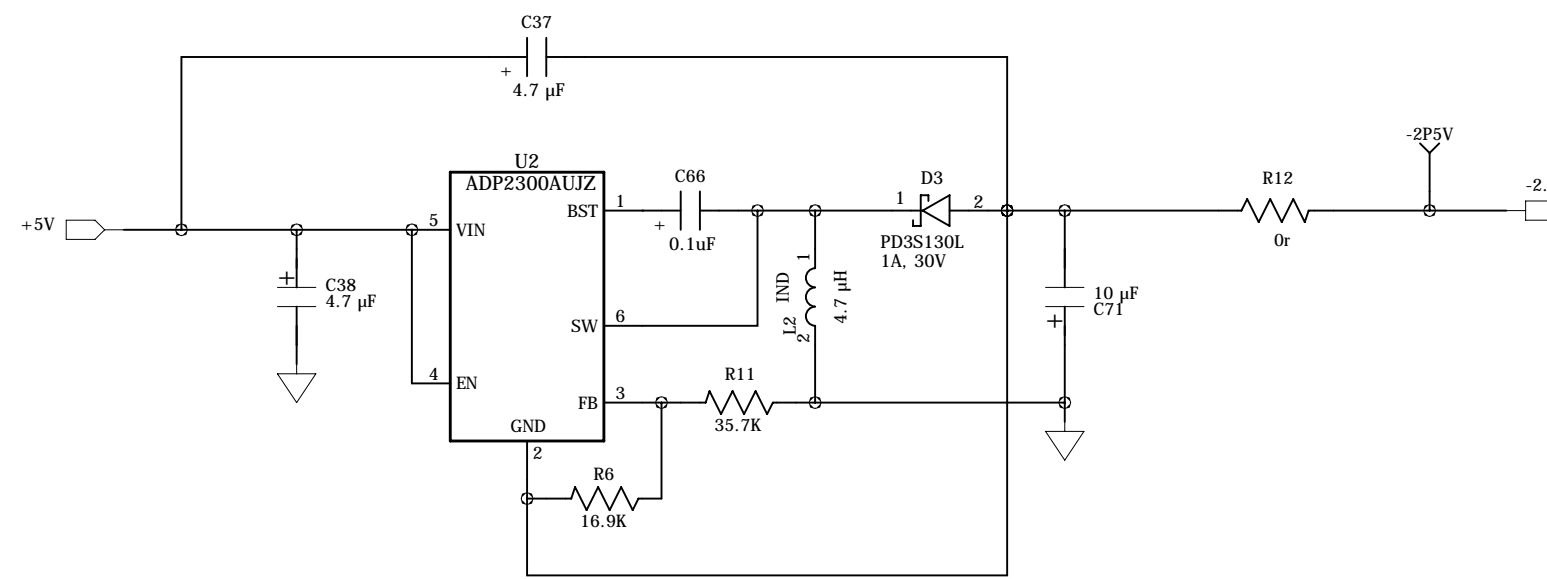 C37
+
4.7 µF
-2P5V
U2
ADP2300AUJZ
C66
D3
R12
-2.
+5V
5
VIN
BST
1
+
0.1uF
1
2
PD3S130L
1A, 30V
0r
+
C38
4.7 µF
1
IND
L2
2
4.7 µH
10 µF
C71
+
SW
6
4
EN
FB
3
R11
35.7K
GND
2
R6
16.9K